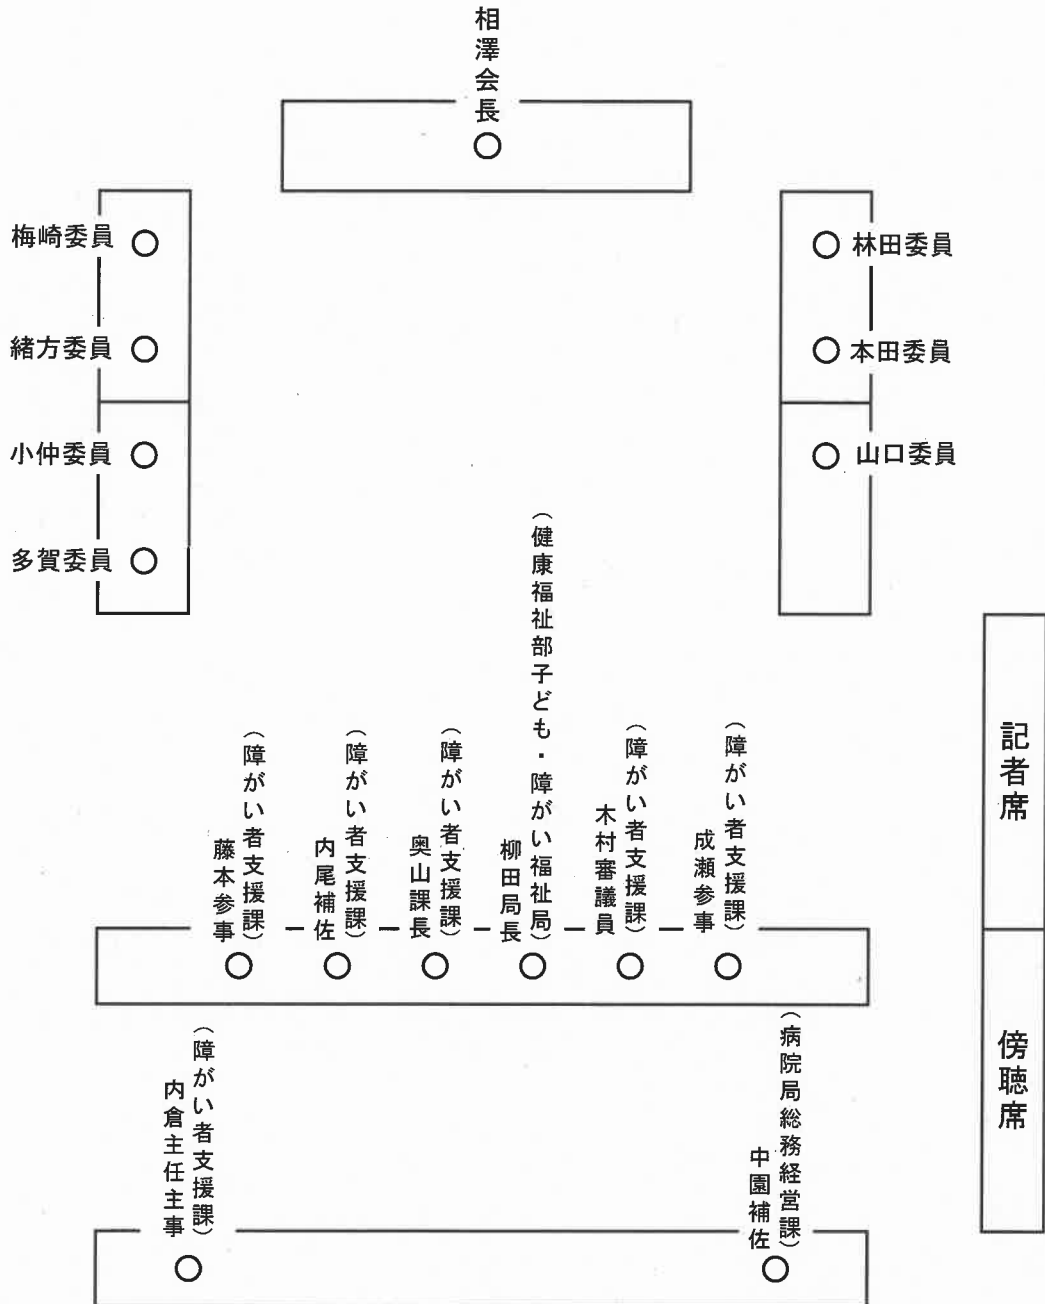 相澤会長
梅崎委員
緒方委員
小仲委員
多賀委員
林田委員
本田委員
山口委員
藤本参事
（障がい者支援課）
内尾補佐
（障がい者支援課）
奥山課長
（障がい者支援課）
柳田局長
（健康福祉部子ども・障がい福祉局）
木村審議員
（障がい者支援課）
成瀬参事
（障がい者支援課）
記者席
傍聴席
内倉主任主事
（障がい者支援課）
中園補佐
（病院局総務経営課）